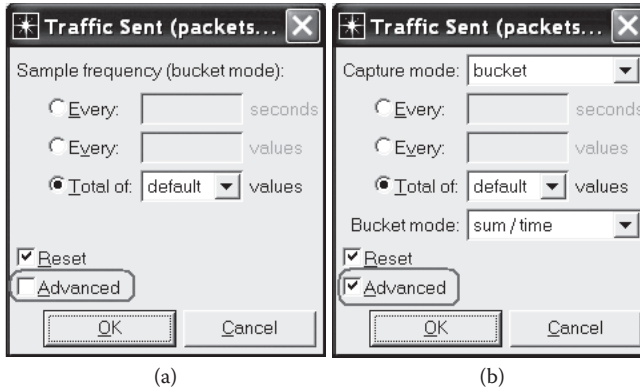 Traffic Sent (packets...
Sample frequency (bucket mode):
Every: seconds
Every: values
Total of: default values
Reset
Advanced
OK Cancel
(a)
Traffic Sent (packets...
Capture mode: bucket
Every: seconds
Every: values
Total of: default values
Bucket mode: sum / time
Reset
Advanced
OK Cancel
(b)